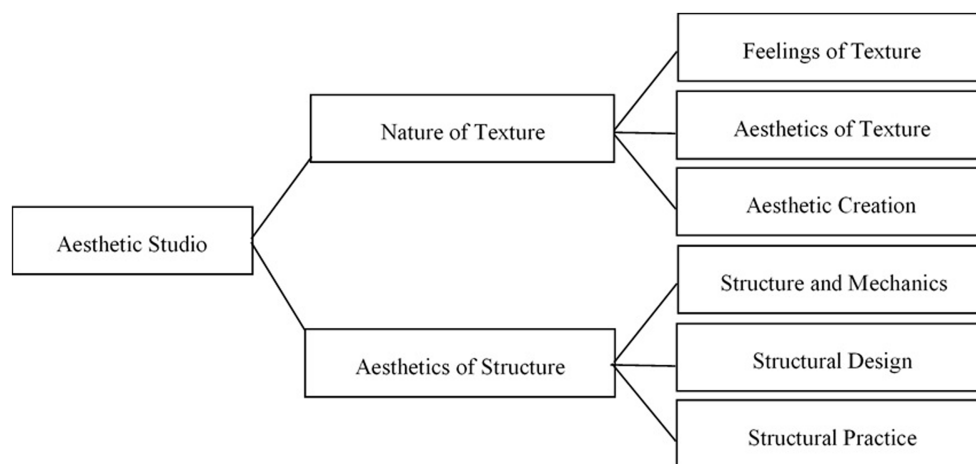 Feelings of Texture
Nature of Texture
Aesthetics of Texture
Aesthetic Creation
Aesthetic Studio
Structure and Mechanics
Aesthetics of Structure
Structural Design
Structural Practice